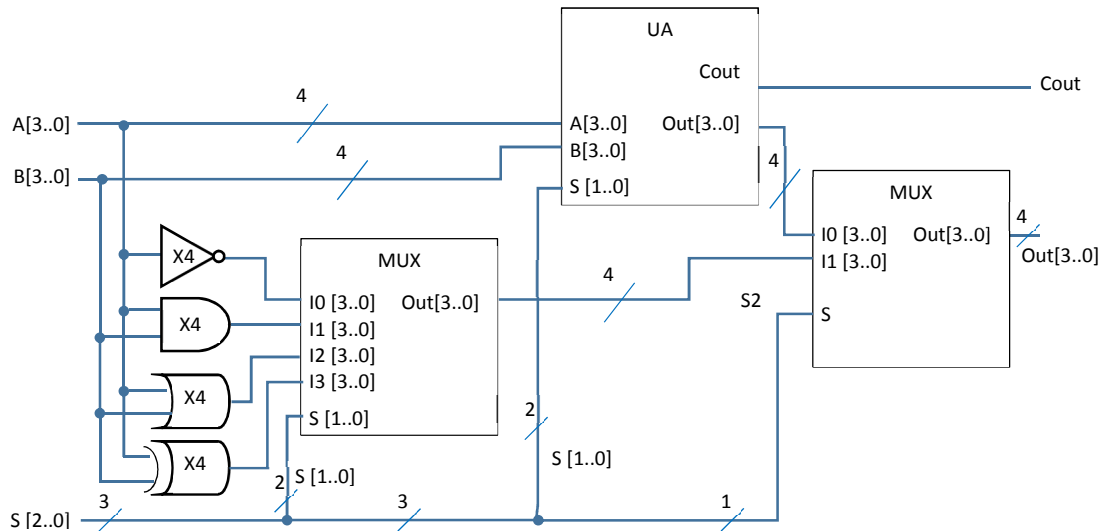 UA
Cout
Cout
4
A[3..0]
A[3..0]
Out[3..0]
4
B[3..0]
B[3..0]
S [1..0]
4
MUX
X4
MUX
I0 [3..0]
Out[3..0]
4
Out[3..0]
I1 [3..0]
4
S2
S
I0 [3..0]
Out[3..0]
X4
I1 [3..0]
I2 [3..0]
X4
I3 [3..0]
S [1..0]
2
X4
S [1..0]
S [1..0]
2
S [2..0]
3
3
1